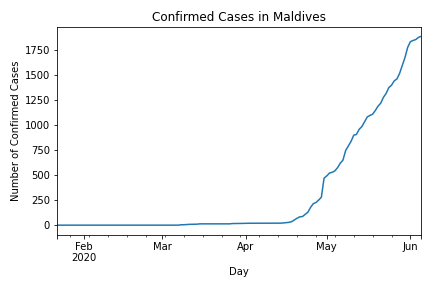 Confirmed Cases in Maldives
Number of Confirmed Cases
1750
1500
1250
1000
750
500
250
0
Feb
2020
Mar
Apr
May
Jun
Day